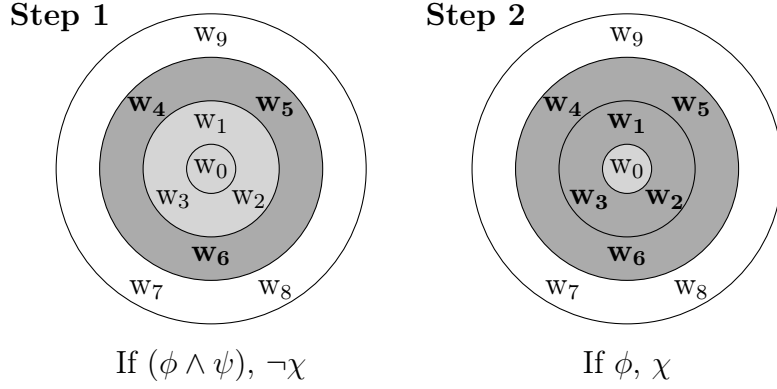 Step 1
w₉
w₄
w₅
w₁
w₀
w₃
w₂
w₆
w₇
w₈
If (ϕ ∧ ψ), ¬χ
Step 2
w₉
w₄
w₅
w₁
w₀
w₃
w₂
w₆
w₇
w₈
If ϕ, χ